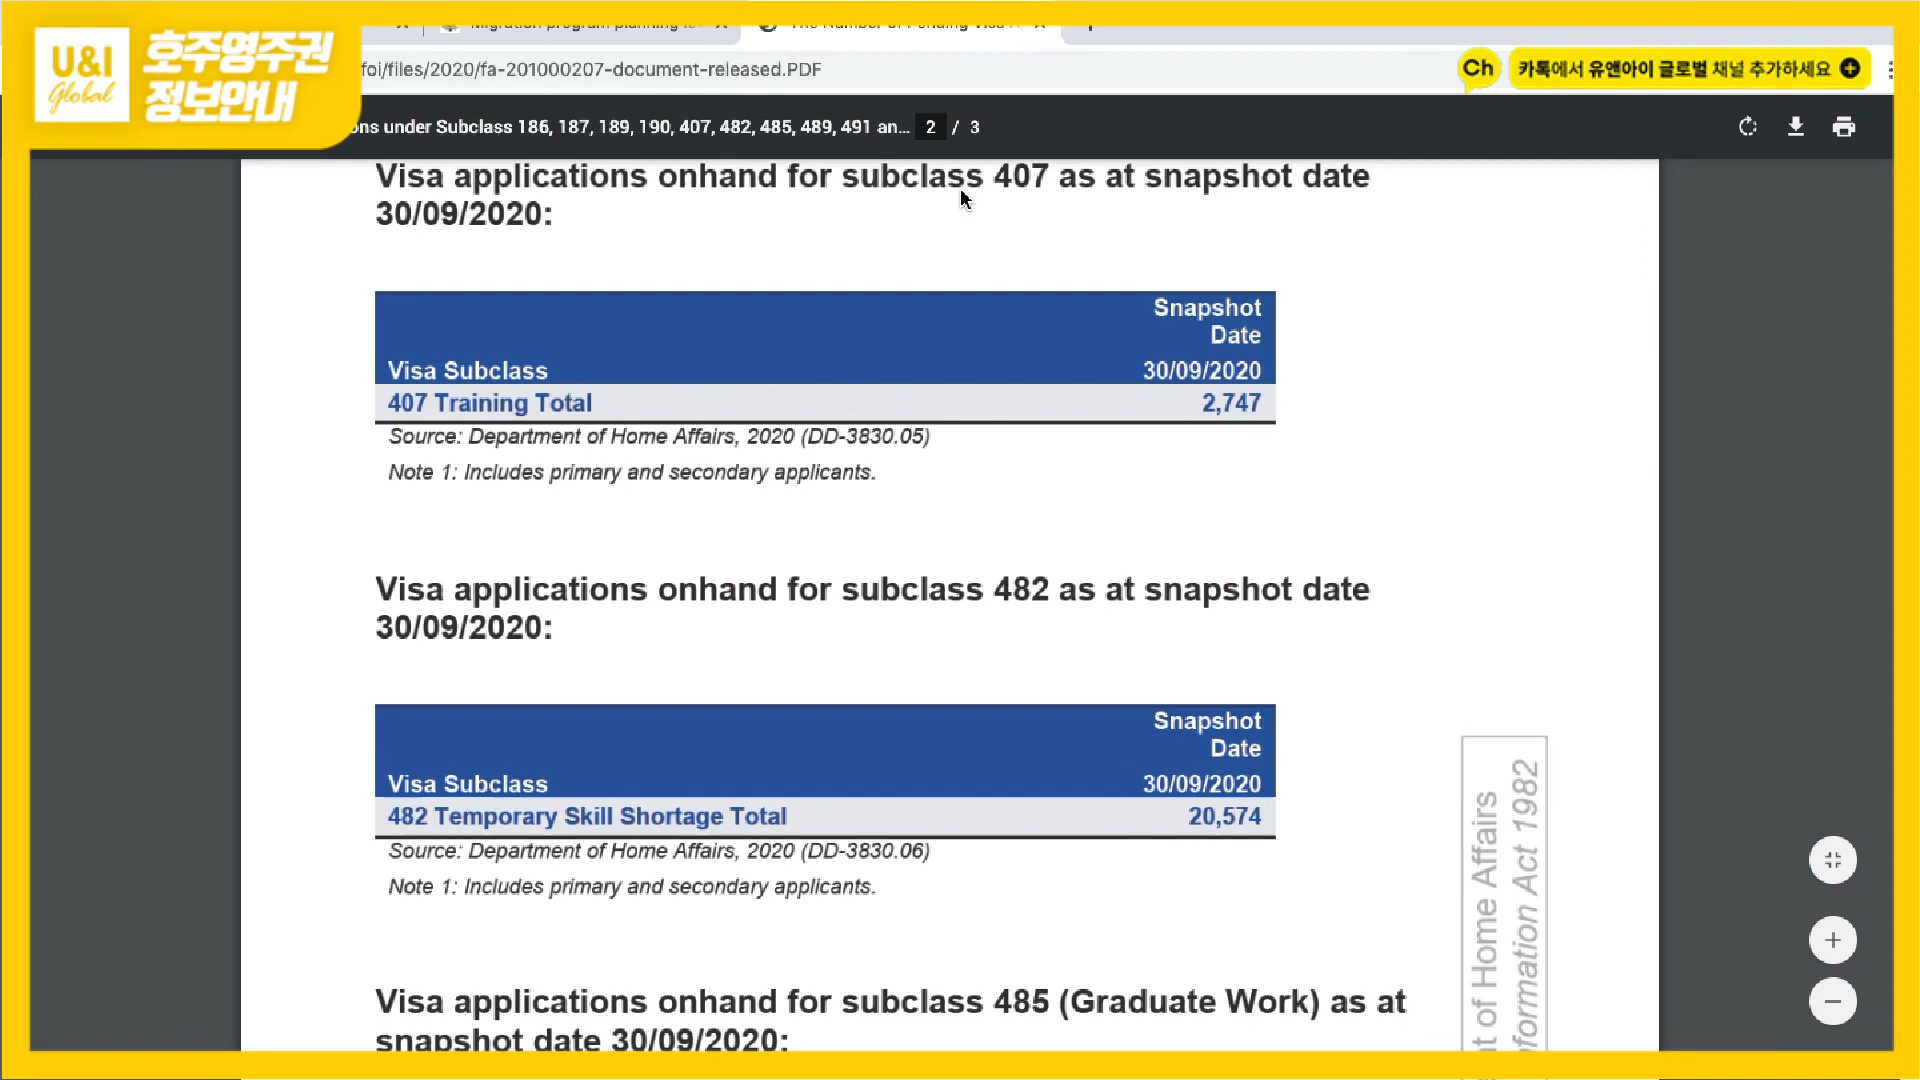 U&I
Global
호주영주권
정보안내
foi/files/2020/fa-201000207-document-released.PDF
Ch
카톡에서 유앤아이 글로벌 채널 추가하세요
ons under Subclass 186, 187, 189, 190, 407, 482, 485, 489, 491 an... 2 / 3
Visa applications onhand for subclass 407 as at snapshot date
30/09/2020:
Snapshot
Date
Visa Subclass 30/09/2020
407 Training Total 2,747
Source: Department of Home Affairs, 2020 (DD-3830.05)
Note 1: Includes primary and secondary applicants.
Visa applications onhand for subclass 482 as at snapshot date
30/09/2020:
Snapshot
Date
Visa Subclass 30/09/2020
482 Temporary Skill Shortage Total 20,574
Source: Department of Home Affairs, 2020 (DD-3830.06)
Note 1: Includes primary and secondary applicants.
Visa applications onhand for subclass 485 (Graduate Work) as at
snapshot date 30/09/2020:
t of Home Affairs
formation Act 1982